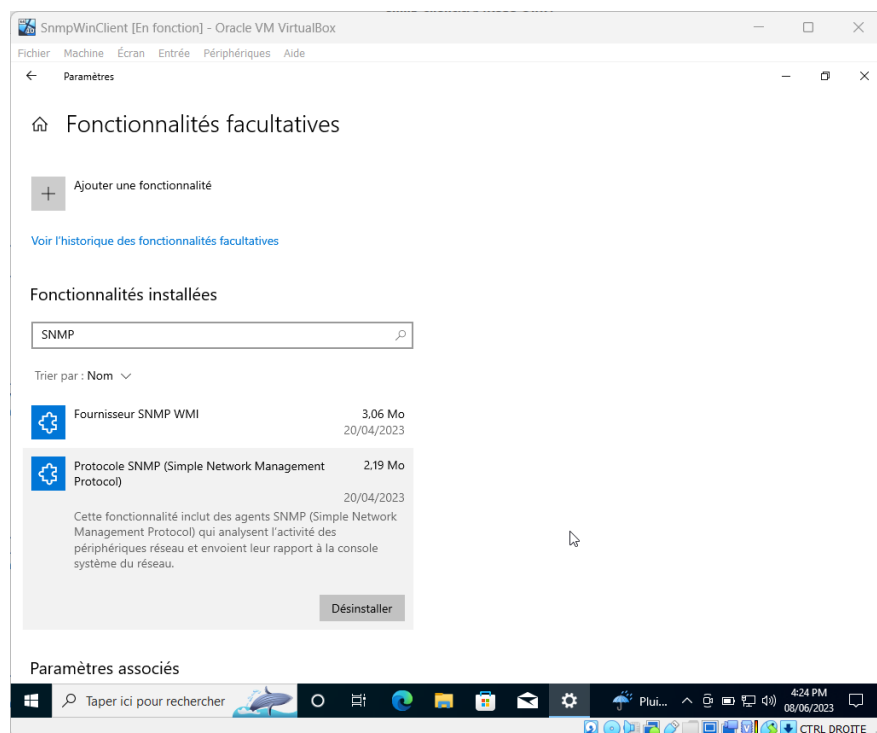 SnmpWinClient [En fonction] - Oracle VM VirtualBox
Fichier Machine Écran Entrée Périphériques Aide
Paramètres
Fonctionnalités facultatives
Ajouter une fonctionnalité
Voir l'historique des fonctionnalités facultatives
Fonctionnalités installées
SNMP
Trier par : Nom
Fournisseur SNMP WMI 3,06 Mo
20/04/2023
Protocole SNMP (Simple Network Management 2,19 Mo
Protocol)
20/04/2023
Cette fonctionnalité inclut des agents SNMP (Simple Network
Management Protocol) qui analysent l'activité des
périphériques réseau et envoient leur rapport à la console
système du réseau.
Désinstaller
Paramètres associés
Taper ici pour rechercher Plui... 4:24 PM
08/06/2023
CTRL DROITE